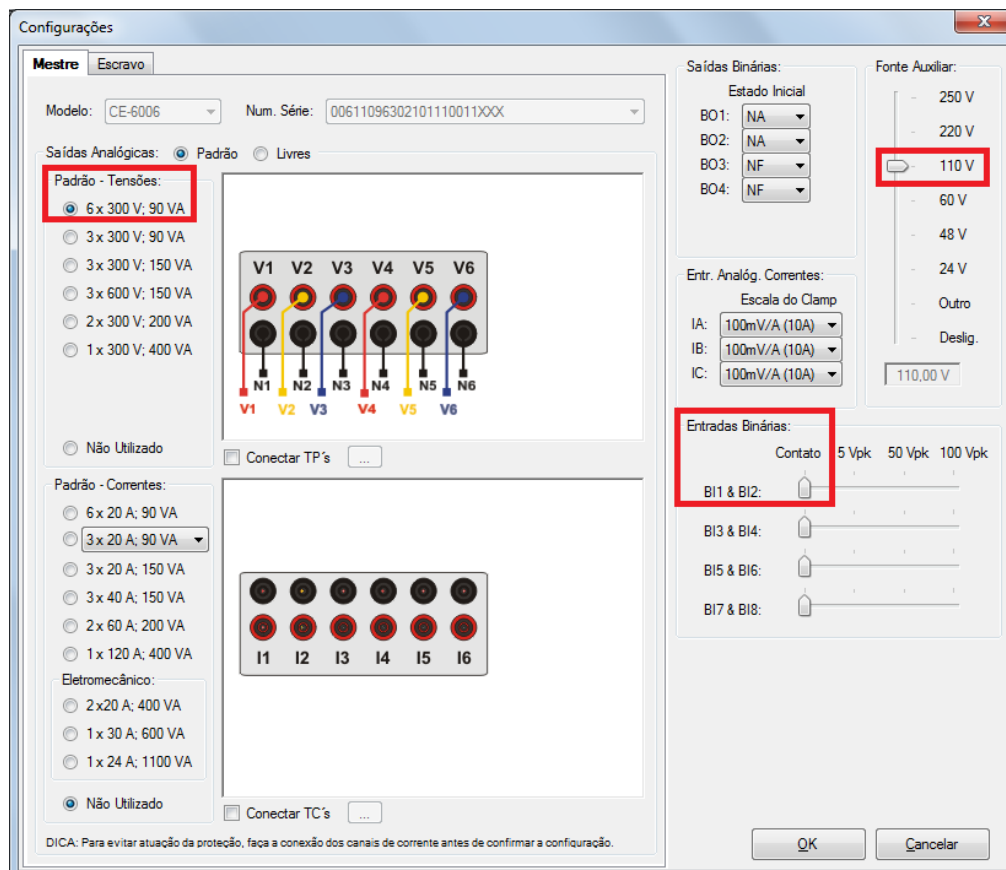 Configurações
x
Mestre
Escravo
Modelo: CE-6006
Num. Série: 00611096302101110011XXX
Saídas Analógicas: Padrão Livres
Padrão - Tensões:
6 x 300 V; 90 VA
3 x 300 V; 90 VA
3 x 300 V; 150 VA
3 x 600 V; 150 VA
2 x 300 V; 200 VA
1 x 300 V; 400 VA
Não Utilizado
V1 V2 V3 V4 V5 V6
N1 N2 N3 N4 N5 N6
V1 V2 V3 V4 V5 V6
Conectar TP´s ...
Padrão - Correntes:
6 x 20 A; 90 VA
3 x 20 A; 90 VA
3 x 20 A; 150 VA
3 x 40 A; 150 VA
2 x 60 A; 200 VA
1 x 120 A; 400 VA
Eletromecânico:
2 x20 A; 400 VA
1 x 30 A; 600 VA
1 x 24 A; 1100 VA
Não Utilizado
I1 I2 I3 I4 I5 I6
Conectar TC´s ...
DICA: Para evitar atuação da proteção, faça a conexão dos canais de corrente antes de confirmar a configuração.
Saídas Binárias:
Estado Inicial
BO1: NA
BO2: NA
BO3: NF
BO4: NF
Fonte Auxiliar:
250 V
220 V
110 V
60 V
48 V
24 V
Outro
Deslig.
110,00 V
Entr. Analóg. Correntes:
Escala do Clamp
IA: 100mV/A (10A)
IB: 100mV/A (10A)
IC: 100mV/A (10A)
Entradas Binárias:
Contato 5 Vpk 50 Vpk 100 Vpk
BI1 & BI2:
BI3 & BI4:
BI5 & BI6:
BI7 & BI8:
OK
Cancelar